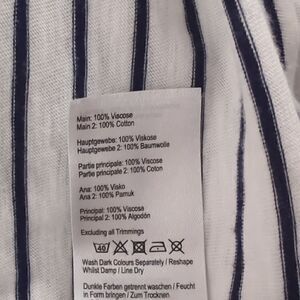 Main: 100% Viscose
Main 2: 100% Cotton
Hauptgewebe: 100% Viskose
Hauptgewebe 2: 100% Baumwolle
Partie principale: 100% Viscose
Partie principale 2: 100% Coton
Ana: 100% Visko
Ana 2: 100% Pamuk
Principal: 100% Viscosa
Principal 2: 100% Algodón
Excluding all Trimmings
40
Wash Dark Colours Separately / Reshape
Whilst Damp / Line Dry
Dunkle Farben getrennt waschen / Feucht
in Form bringen / Zum Trocknen